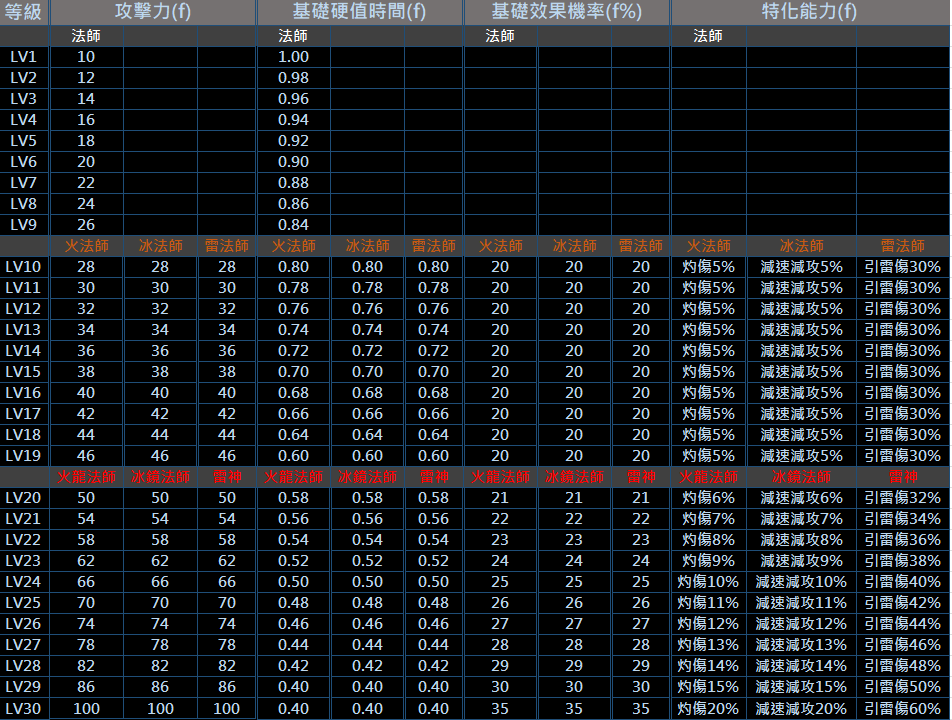 等級 攻擊力(f) 基礎硬值時間(f) 基礎效果機率(f%) 特化能力(f)
法師 法師 法師 法師
LV1 10 1.00
LV2 12 0.98
LV3 14 0.96
LV4 16 0.94
LV5 18 0.92
LV6 20 0.90
LV7 22 0.88
LV8 24 0.86
LV9 26 0.84
火法師 冰法師 雷法師 火法師 冰法師 雷法師 火法師 冰法師 雷法師 火法師 冰法師 雷法師
LV10 28 28 28 0.80 0.80 0.80 20 20 20 灼傷5% 減速減攻5% 引雷傷30%
LV11 30 30 30 0.78 0.78 0.78 20 20 20 灼傷5% 減速減攻5% 引雷傷30%
LV12 32 32 32 0.76 0.76 0.76 20 20 20 灼傷5% 減速減攻5% 引雷傷30%
LV13 34 34 34 0.74 0.74 0.74 20 20 20 灼傷5% 減速減攻5% 引雷傷30%
LV14 36 36 36 0.72 0.72 0.72 20 20 20 灼傷5% 減速減攻5% 引雷傷30%
LV15 38 38 38 0.70 0.70 0.70 20 20 20 灼傷5% 減速減攻5% 引雷傷30%
LV16 40 40 40 0.68 0.68 0.68 20 20 20 灼傷5% 減速減攻5% 引雷傷30%
LV17 42 42 42 0.66 0.66 0.66 20 20 20 灼傷5% 減速減攻5% 引雷傷30%
LV18 44 44 44 0.64 0.64 0.64 20 20 20 灼傷5% 減速減攻5% 引雷傷30%
LV19 46 46 46 0.60 0.60 0.60 20 20 20 灼傷5% 減速減攻5% 引雷傷30%
火龍法師 冰鏡法師 雷神 火龍法師 冰鏡法師 雷神 火龍法師 冰鏡法師 雷神 火龍法師 冰鏡法師 雷神
LV20 50 50 50 0.58 0.58 0.58 21 21 21 灼傷6% 減速減攻6% 引雷傷32%
LV21 54 54 54 0.56 0.56 0.56 22 22 22 灼傷7% 減速減攻7% 引雷傷34%
LV22 58 58 58 0.54 0.54 0.54 23 23 23 灼傷8% 減速減攻8% 引雷傷36%
LV23 62 62 62 0.52 0.52 0.52 24 24 24 灼傷9% 減速減攻9% 引雷傷38%
LV24 66 66 66 0.50 0.50 0.50 25 25 25 灼傷10% 減速減攻10% 引雷傷40%
LV25 70 70 70 0.48 0.48 0.48 26 26 26 灼傷11% 減速減攻11% 引雷傷42%
LV26 74 74 74 0.46 0.46 0.46 27 27 27 灼傷12% 減速減攻12% 引雷傷44%
LV27 78 78 78 0.44 0.44 0.44 28 28 28 灼傷13% 減速減攻13% 引雷傷46%
LV28 82 82 82 0.42 0.42 0.42 29 29 29 灼傷14% 減速減攻14% 引雷傷48%
LV29 86 86 86 0.40 0.40 0.40 30 30 30 灼傷15% 減速減攻15% 引雷傷50%
LV30 100 100 100 0.40 0.40 0.40 35 35 35 灼傷20% 減速減攻20% 引雷傷60%